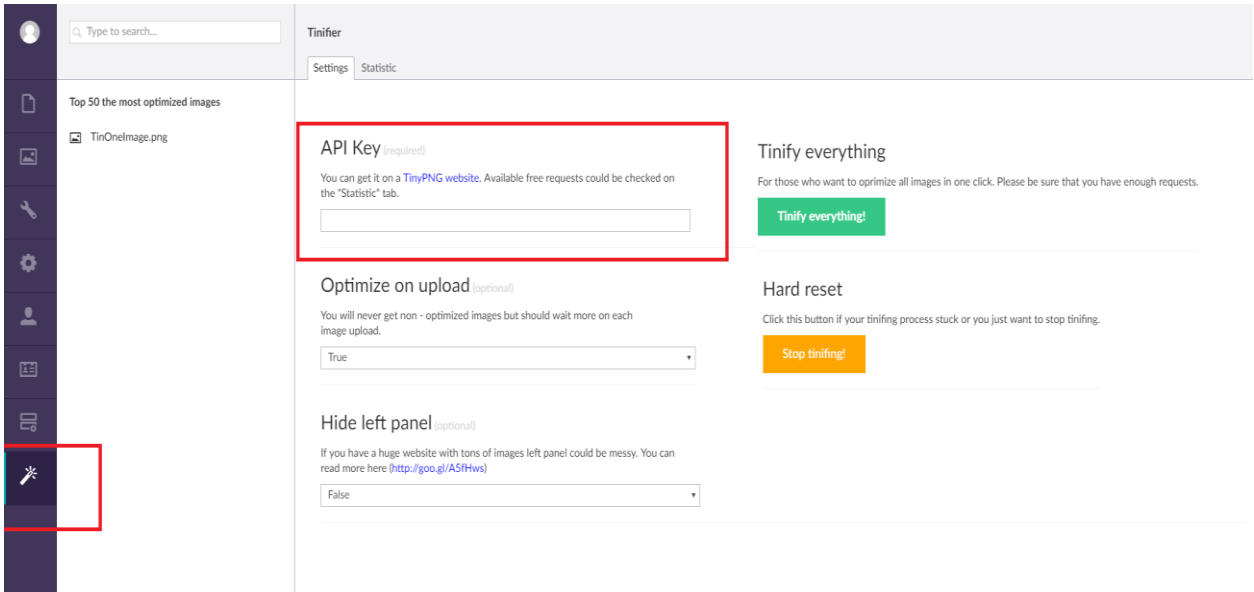 Type to search...
Tinifier
Settings Statistic
Top 50 the most optimized images
TinOneImage.png
API Key (required)
You can get it on a TinyPNG website. Available free requests could be checked on
the "Statistic" tab.
Tinify everything
For those who want to oprimize all images in one click. Please be sure that you have enough requests.
Tinify everything!
Optimize on upload (optional)
You will never get non - optimized images but should wait more on each
image upload.
True
Hard reset
Click this button if your tinifing process stuck or you just want to stop tinifing.
Stop tinifing!
Hide left panel (optional)
If you have a huge website with tons of images left panel could be messy. You can
read more here (http://goo.gl/A5fHws)
False